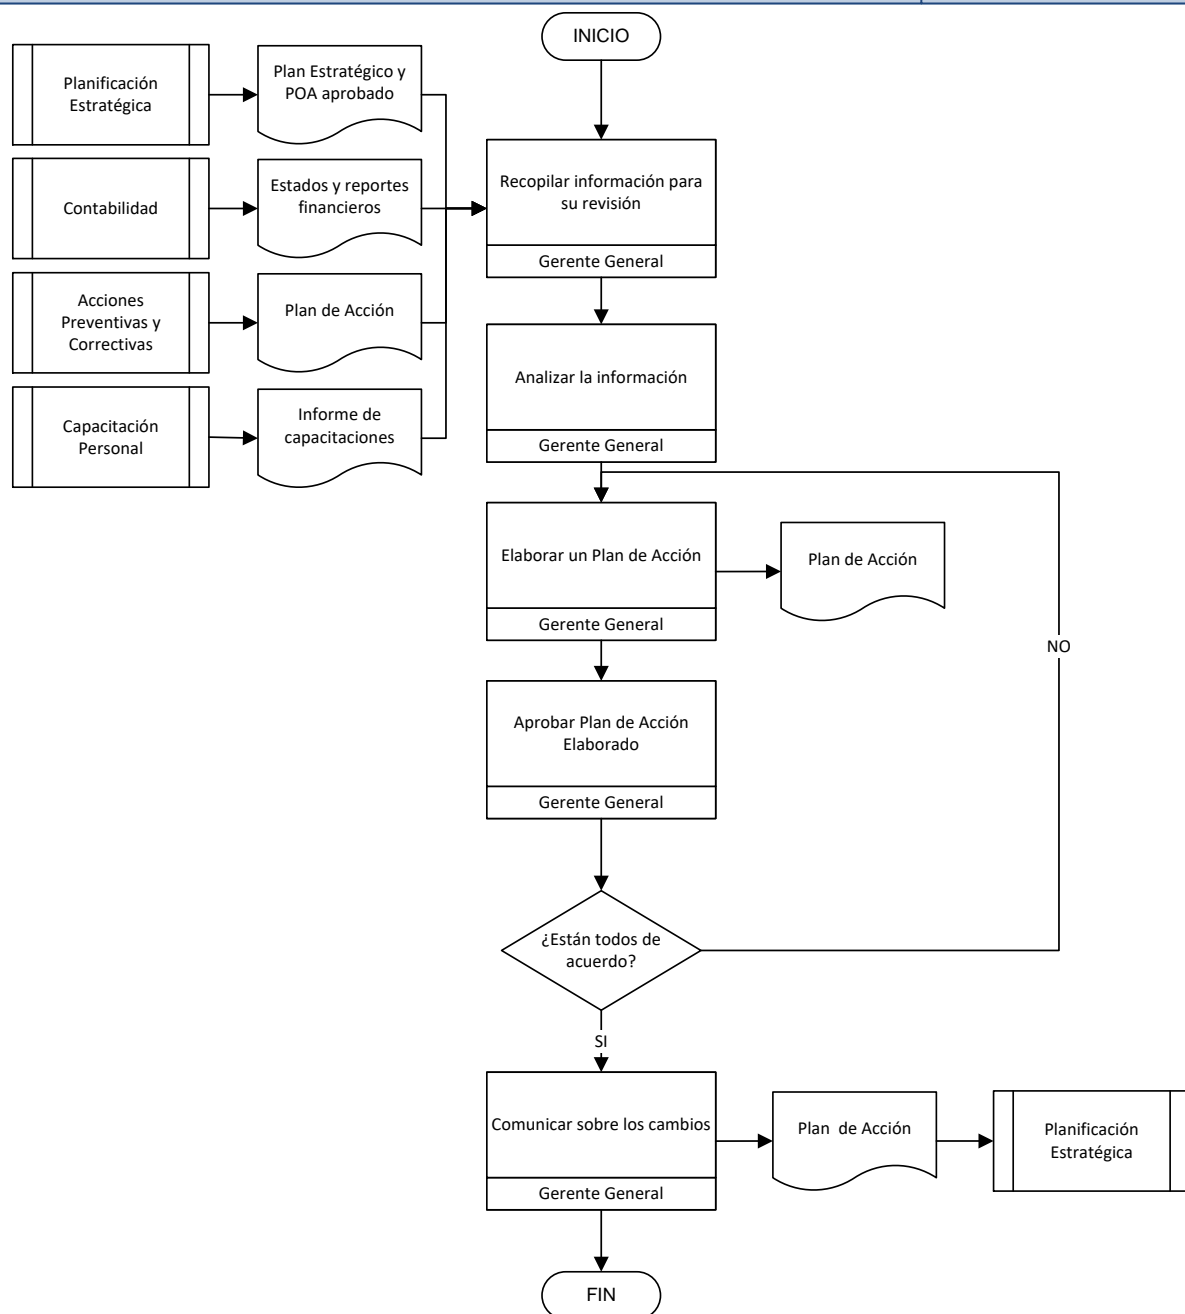 INICIO
Planificación
Estratégica
Plan Estratégico y
POA aprobado
Contabilidad
Estados y reportes
financieros
Recopilar información para
su revisión
Gerente General
Acciones
Preventivas y
Correctivas
Plan de Acción
Capacitación
Personal
Informe de
capacitaciones
Analizar la información
Gerente General
Elaborar un Plan de Acción
Gerente General
Plan de Acción
NO
Aprobar Plan de Acción
Elaborado
Gerente General
¿Están todos de
acuerdo?
SI
Comunicar sobre los cambios
Gerente General
Plan  de Acción
Planificación
Estratégica
FIN